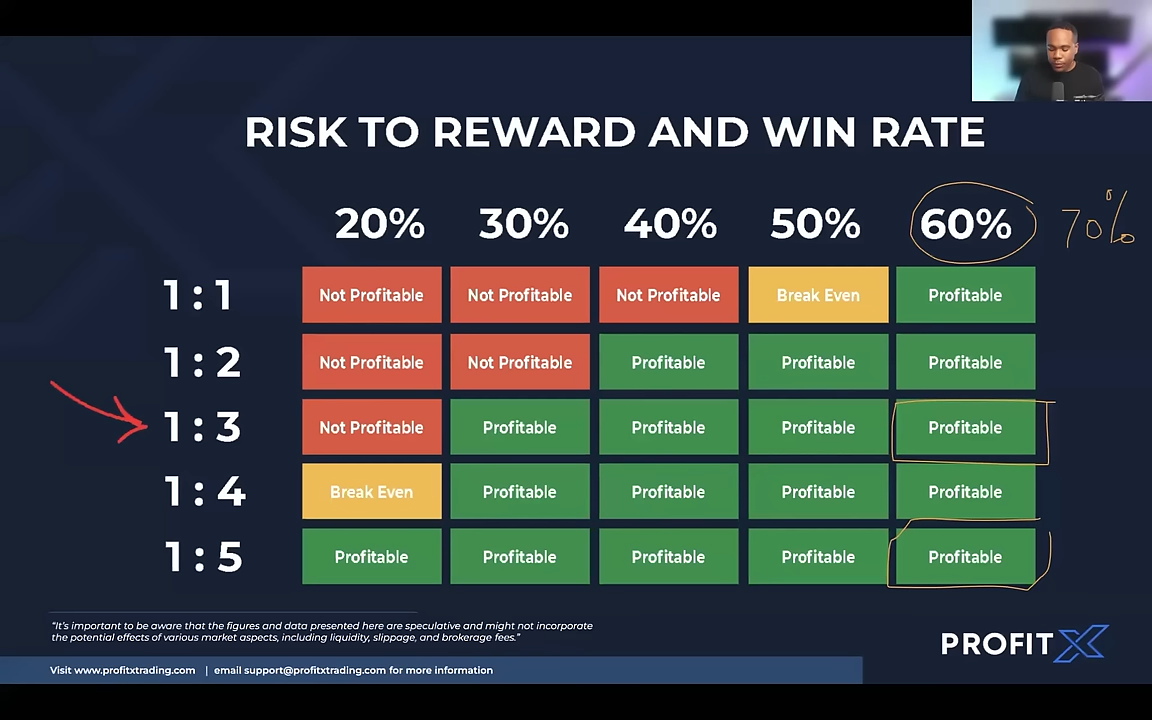 RISK TO REWARD AND WIN RATE
20% 30% 40% 50% 60% 70%
1 : 1 Not Profitable Not Profitable Not Profitable Break Even Profitable
1 : 2 Not Profitable Not Profitable Profitable Profitable Profitable
1 : 3 Not Profitable Profitable Profitable Profitable Profitable
1 : 4 Break Even Profitable Profitable Profitable Profitable
1 : 5 Profitable Profitable Profitable Profitable Profitable
"It's important to be aware that the figures and data presented here are speculative and might not incorporate
the potential effects of various market aspects, including liquidity, slippage, and brokerage fees."
PROFIT X
Visit www.profitxtrading.com | email support@profitxtrading.com for more information